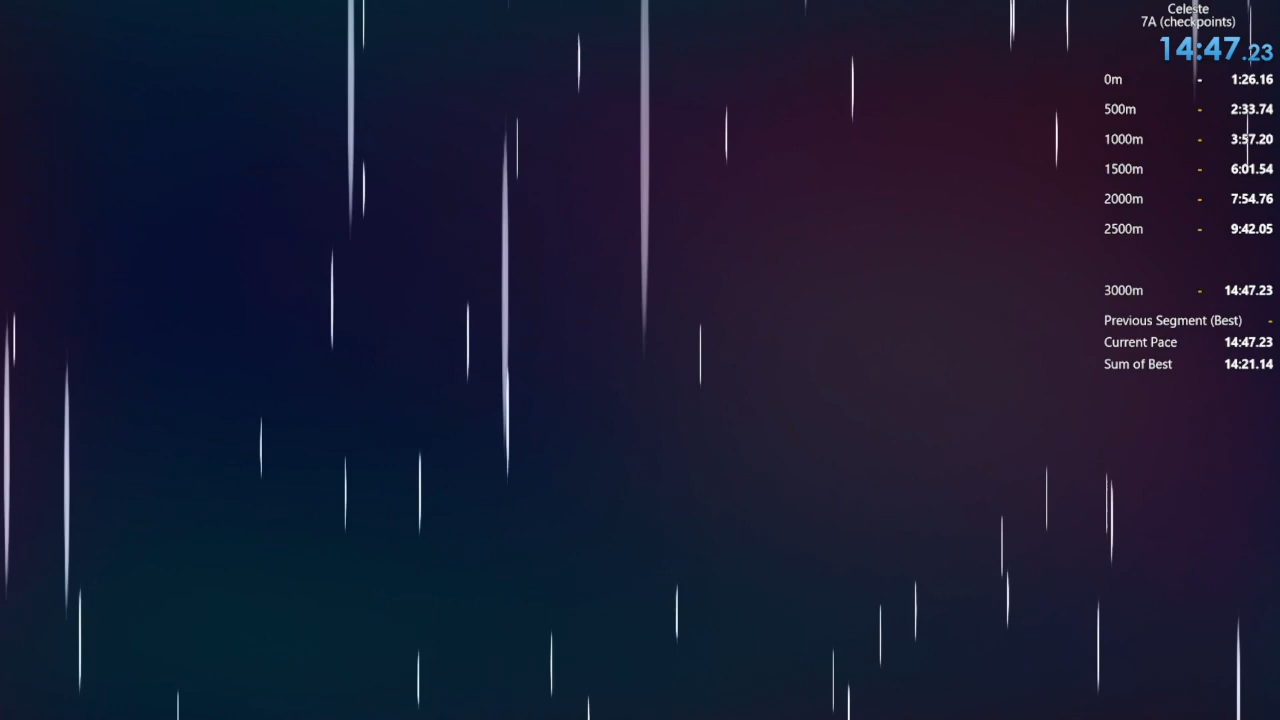 Celeste
7A (checkpoints)
14:47.23
0m - 1:26.16
500m - 2:33.74
1000m - 3:57.20
1500m - 6:01.54
2000m - 7:54.76
2500m - 9:42.05
3000m - 14:47.23
Previous Segment (Best) -
Current Pace 14:47.23
Sum of Best 14:21.14